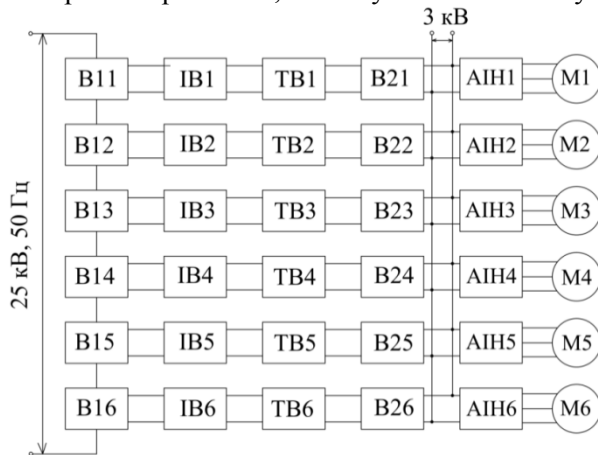 3 кВ
В11 ІВ1 ТВ1 В21 АІН1 М1
В12 ІВ2 ТВ2 В22 АІН2 М2
В13 ІВ3 ТВ3 В23 АІН3 М3
В14 ІВ4 ТВ4 В24 АІН4 М4
В15 ІВ5 ТВ5 В25 АІН5 М5
В16 ІВ6 ТВ6 В26 АІН6 М6
25 кВ, 50 Гц